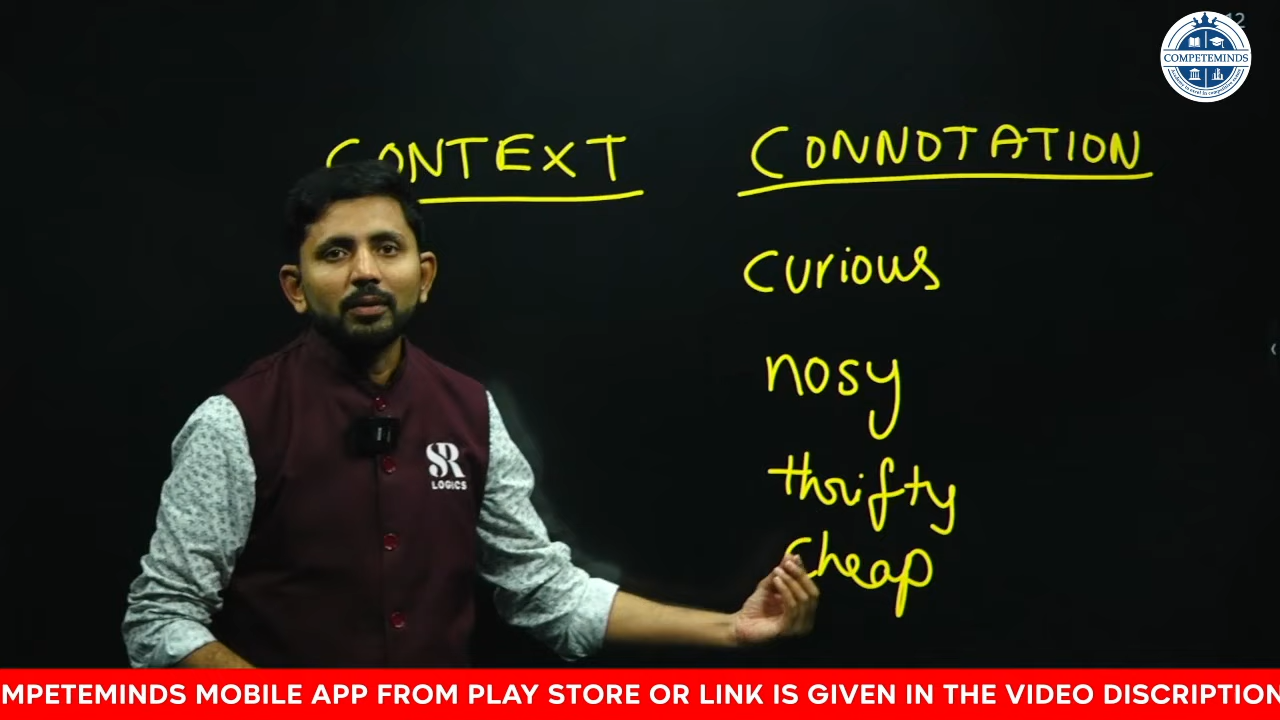 12
COMPETEMINDS
CONTEXT
CONNOTATION
curious
nosy
thrifty
cheap
SR
LOGICS
MPETEMINDS MOBILE APP FROM PLAY STORE OR LINK IS GIVEN IN THE VIDEO DISCRIPTION